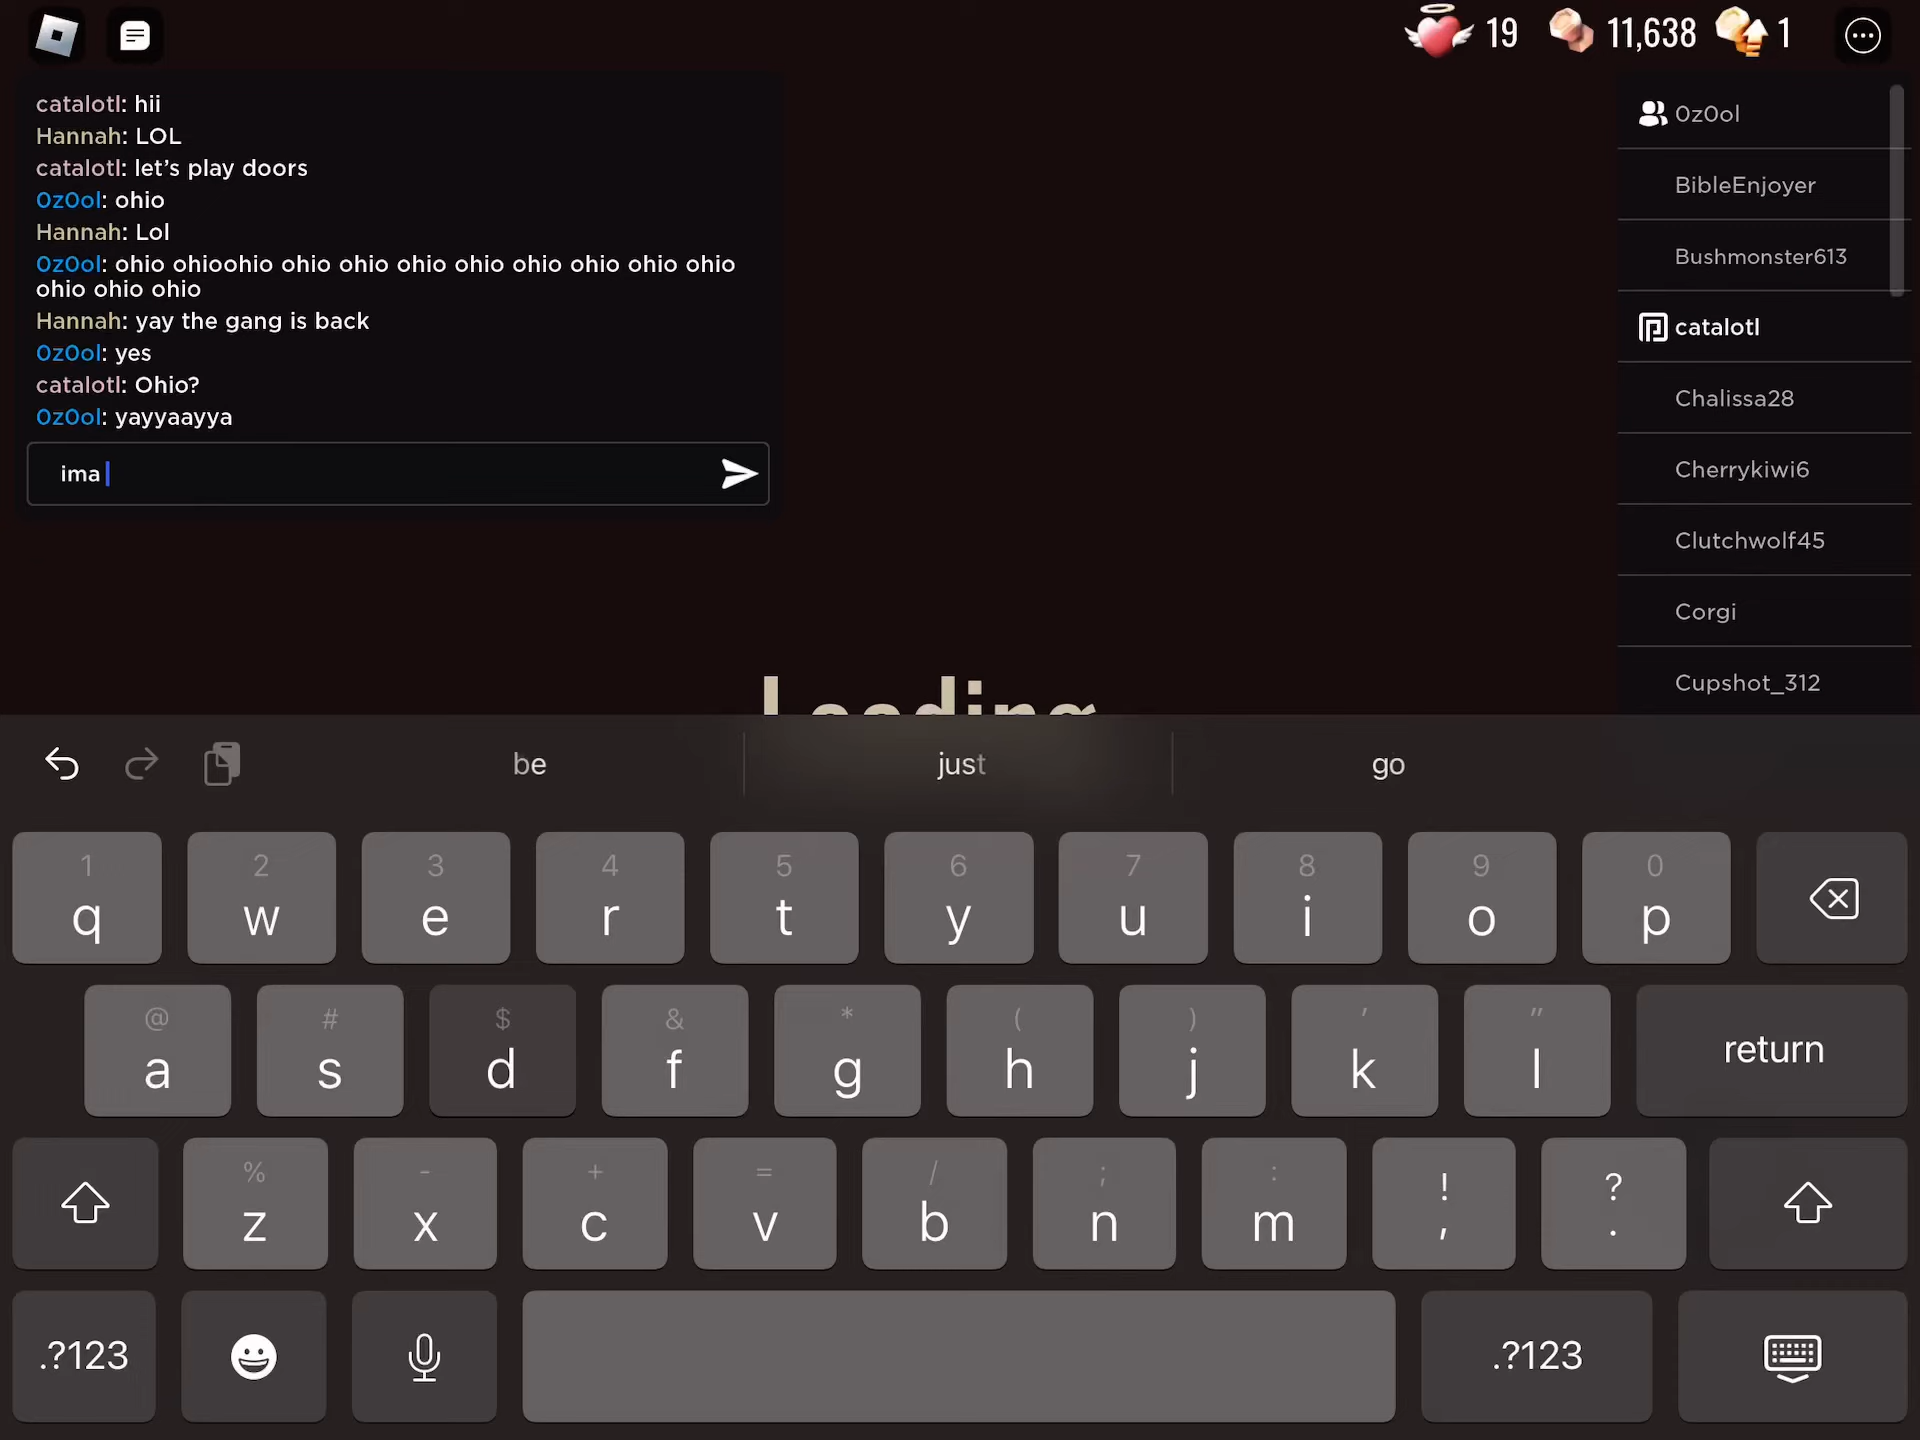 19 11,638 1
catalotl: hii
Hannah: LOL
catalotl: let's play doors
0z0ol: ohio
Hannah: Lol
0z0ol: ohio ohioohio ohio ohio ohio ohio ohio ohio ohio ohio
ohio ohio ohio
Hannah: yay the gang is back
0z0ol: yes
catalotl: Ohio?
0z0ol: yayyaayya
ima
0z0ol
BibleEnjoyer
Bushmonster613
catalotl
Chalissa28
Cherrykiwi6
Clutchwolf45
Corgi
Cupshot_312
Loading
be just go
1 2 3 4 5 6 7 8 9 0
q w e r t y u i o p
@ # $ & * ( ) ' "
a s d f g h j k l return
% - + = / ; : ! ?
z x c v b n m , .
.?123 .?123